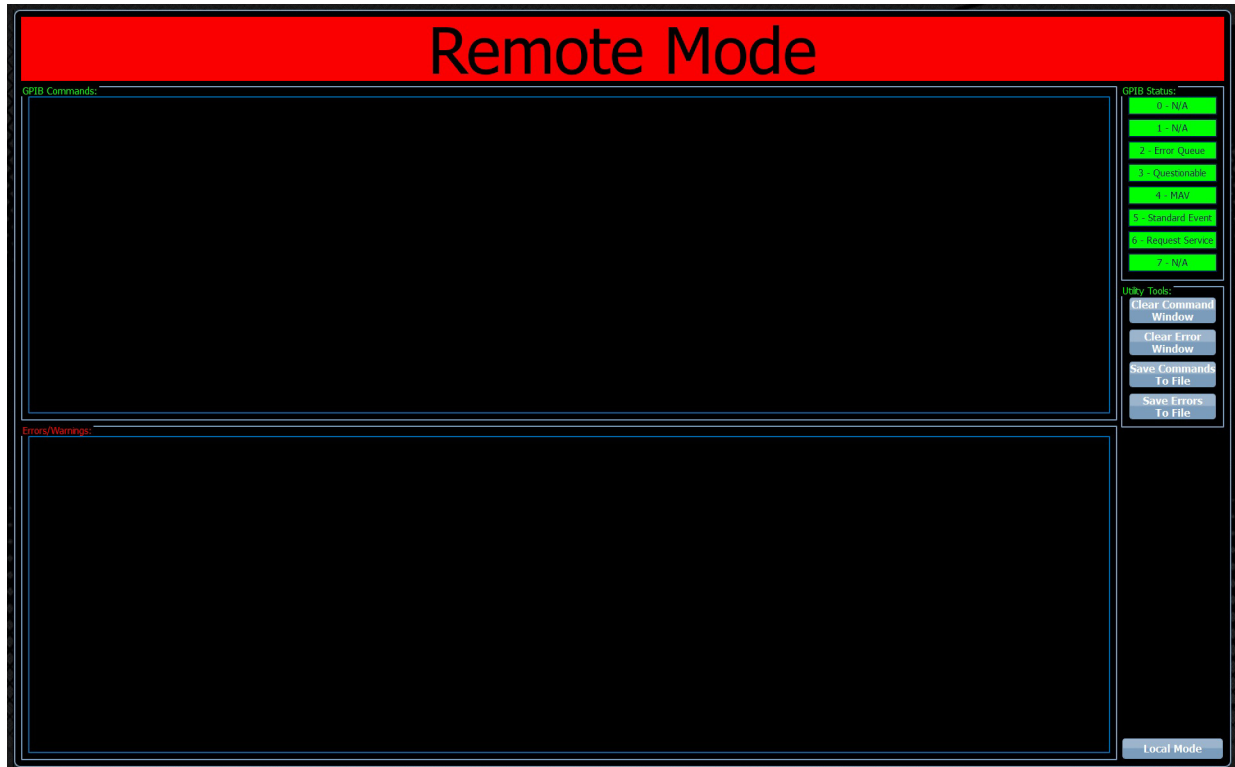 Remote Mode
GPIB Commands:
GPIB Status:
0 - N/A
1 - N/A
2 - Error Queue
3 - Questionable
4 - MAV
5 - Standard Event
6 - Request Service
7 - N/A
Utility Tools:
Clear Command
Window
Clear Error
Window
Save Commands
To File
Save Errors
To File
Errors/Warnings:
Local Mode